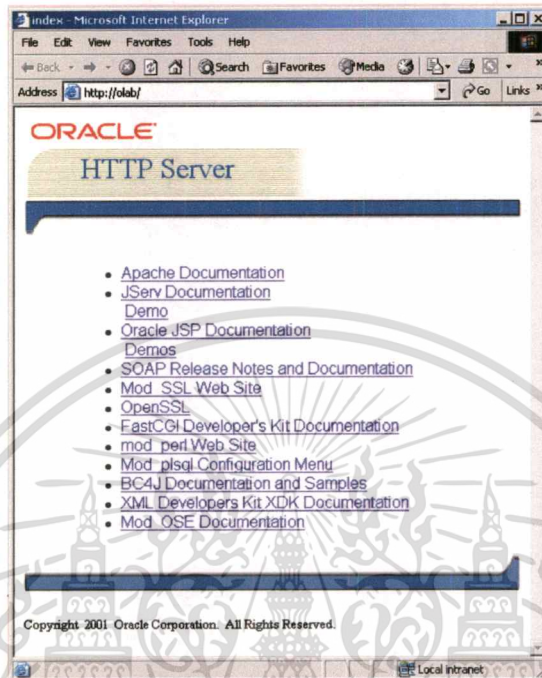 index - Microsoft Internet Explorer
File Edit View Favorites Tools Help
Back Search Favorites Media
Address http://olab/ Go Links
ORACLE
HTTP Server
Apache Documentation
JServ Documentation
Demo
Oracle JSP Documentation
Demos
SOAP Release Notes and Documentation
Mod_SSL Web Site
OpenSSL
FastCGI Developer's Kit Documentation
mod_perl Web Site
Mod_plsql Configuration Menu
BC4J Documentation and Samples
XML Developers Kit XDK Documentation
Mod_OSE Documentation
Copyright 2001 Oracle Corporation. All Rights Reserved.
Local intranet